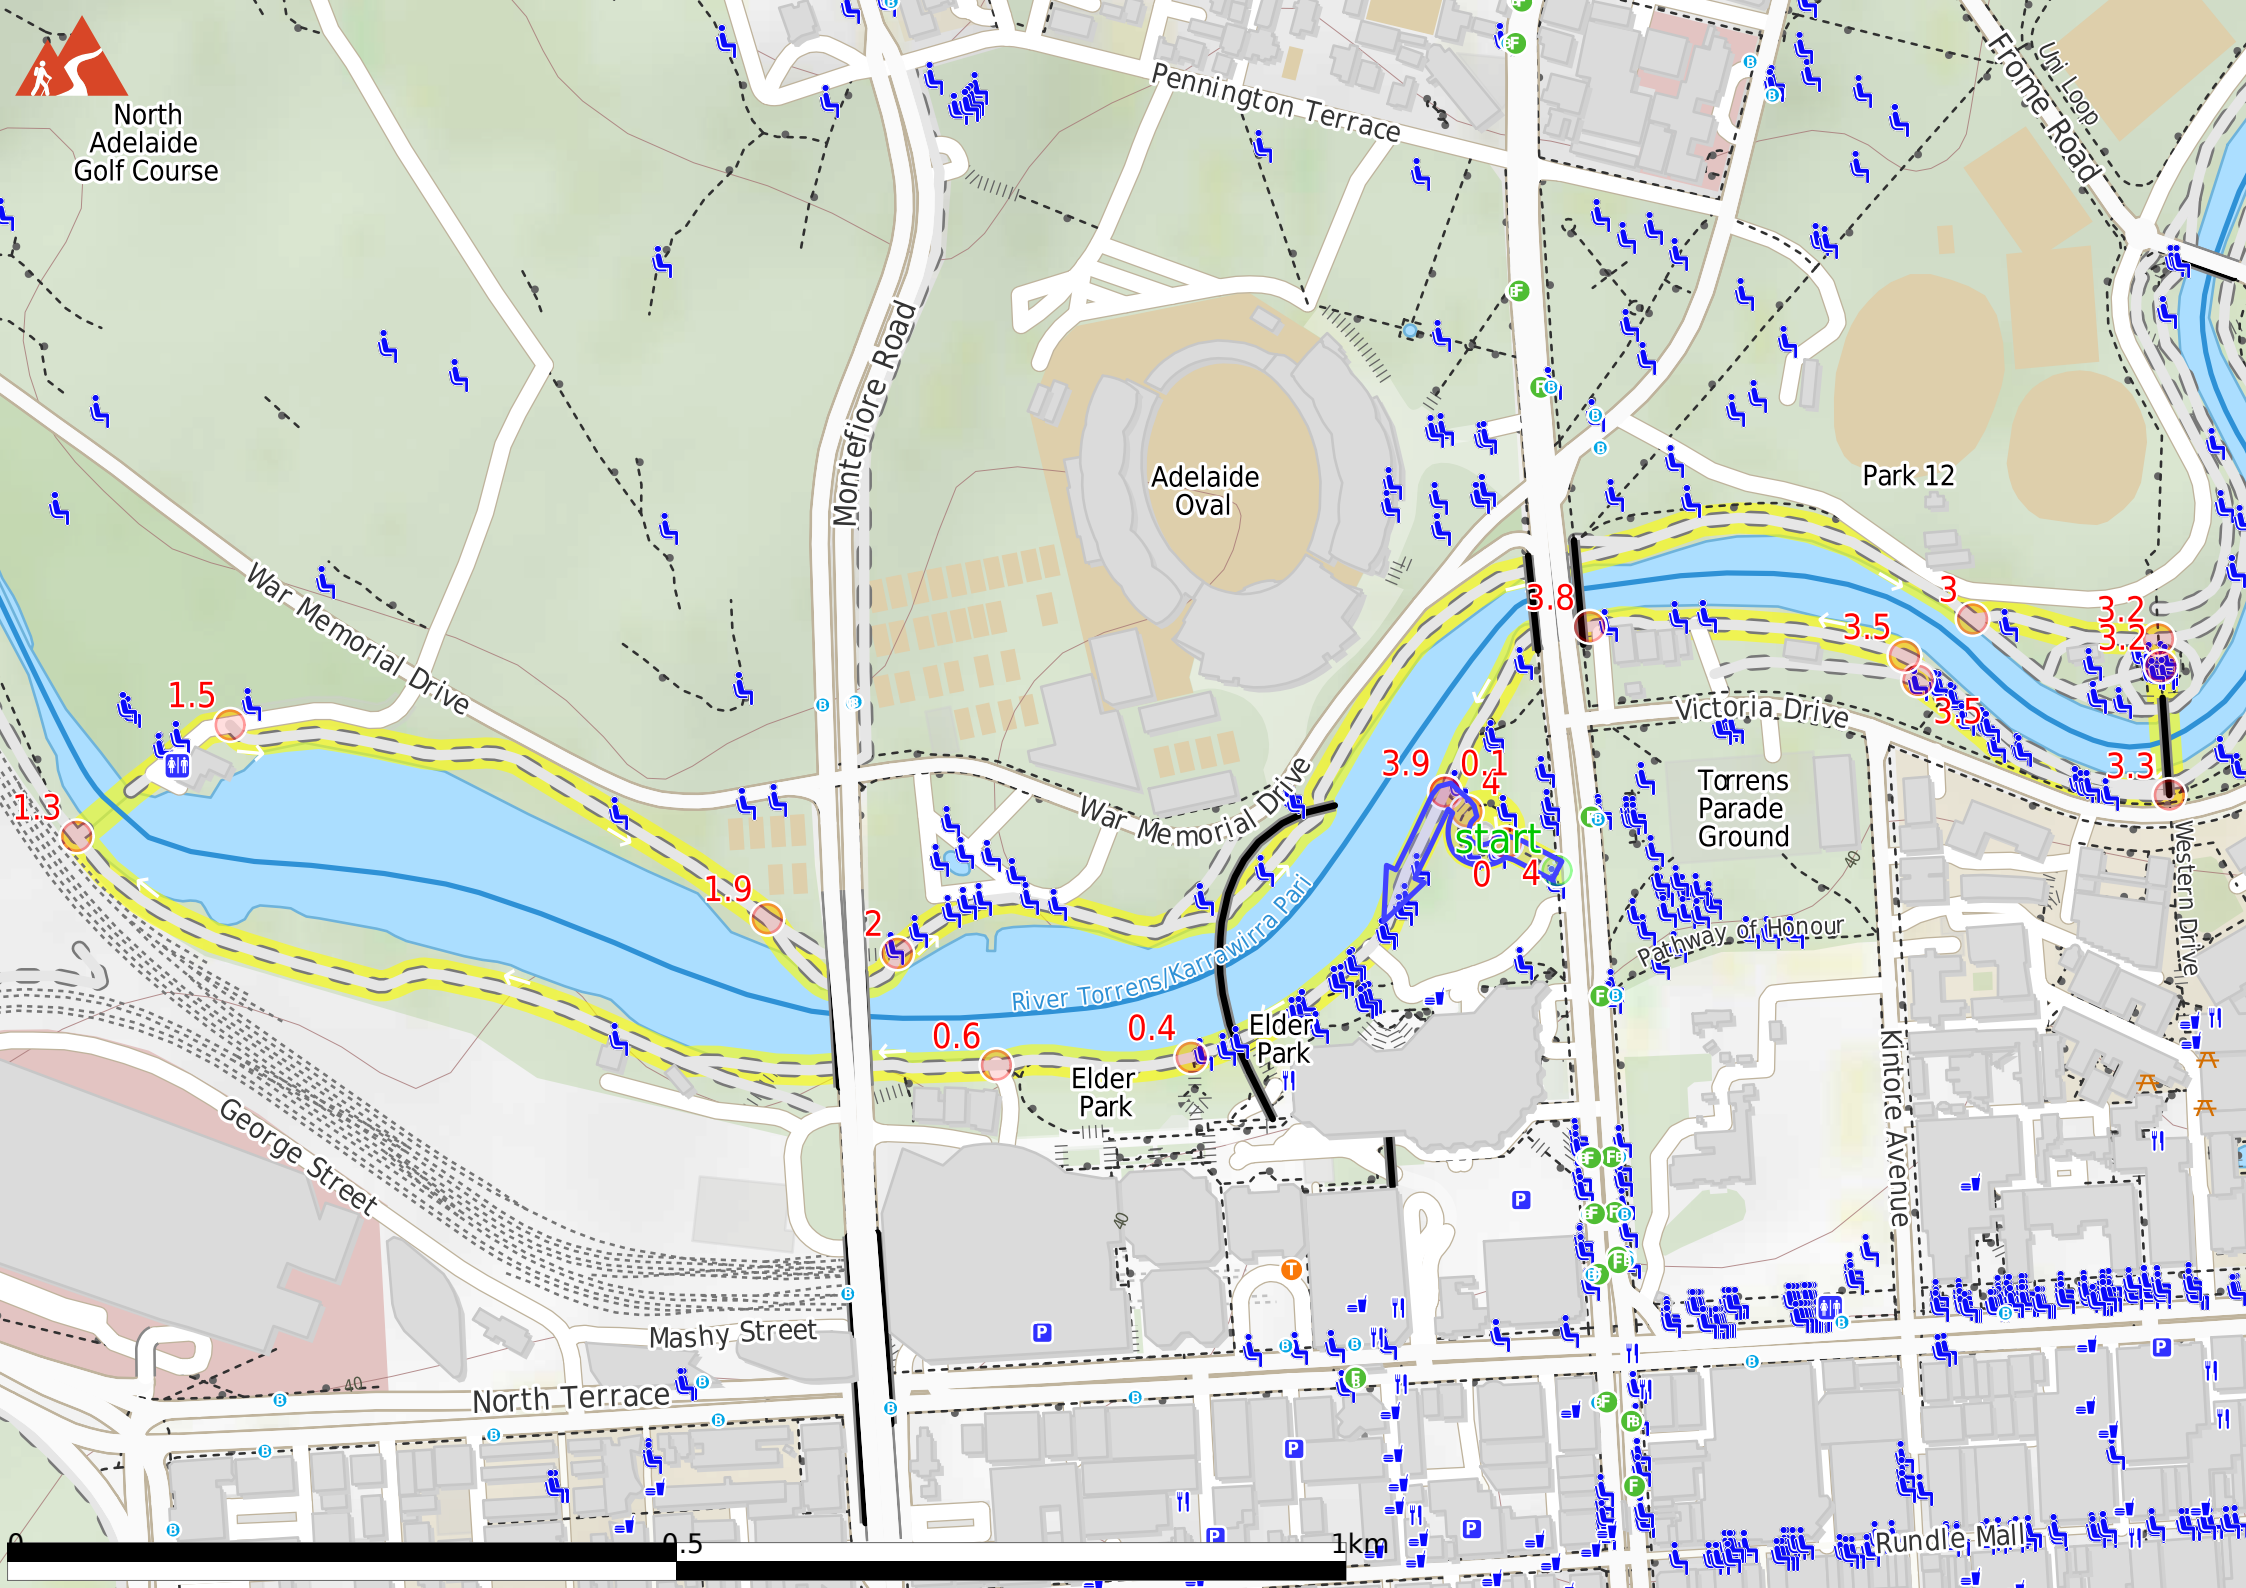 North
Adelaide
Golf Course
Pennington Terrace
Frome Road
Uni Loop
Montefiore Road
Adelaide
Oval
Park 12
War Memorial Drive
3.8
3
3.2
3.2
3.5
3.5
3.3
1.5
1.3
1.9
2
Victoria Drive
3.9
0.1
4
start
0
4
Torrens
Parade
Ground
40
War Memorial Drive
River Torrens/Karrawirra Pari
Pathway of Honour
Western Drive
0.6
0.4
Elder
Park
Elder
Park
Kintore Avenue
George Street
40
Mashy Street
North Terrace
40
Rundle Mall
0
0.5
1km